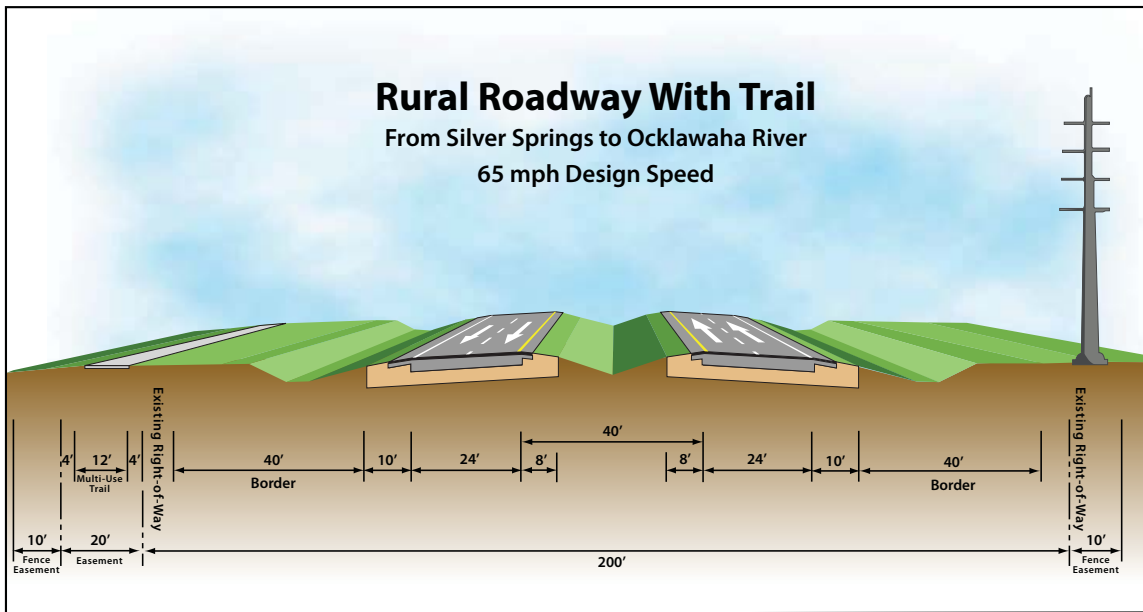 Rural Roadway With Trail
From Silver Springs to Ocklawaha River
65 mph Design Speed
Existing Right-of-Way
Existing Right-of-Way
40'
4'
12'
4'
40'
10'
24'
8'
8'
24'
10'
40'
Multi-Use
Trail
Border
Border
10'
20'
200'
10'
Fence
Easement
Easement
Fence
Easement